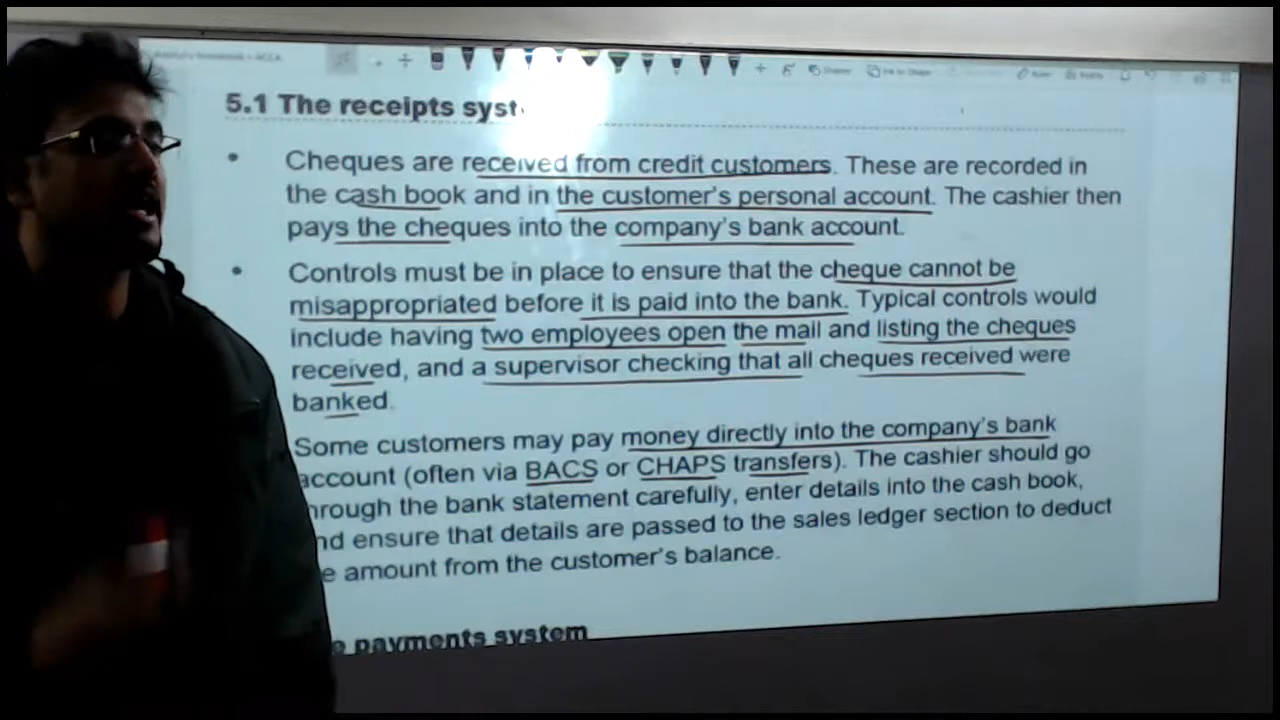 5.1 The receipts syst
Cheques are received from credit customers. These are recorded in
the cash book and in the customer's personal account. The cashier then
pays the cheques into the company's bank account.
Controls must be in place to ensure that the cheque cannot be
misappropriated before it is paid into the bank. Typical controls would
include having two employees open the mail and listing the cheques
received, and a supervisor checking that all cheques received were
banked.
Some customers may pay money directly into the company's bank
account (often via BACS or CHAPS transfers). The cashier should go
hrough the bank statement carefully, enter details into the cash book,
nd ensure that details are passed to the sales ledger section to deduct
e amount from the customer's balance.
e payments system